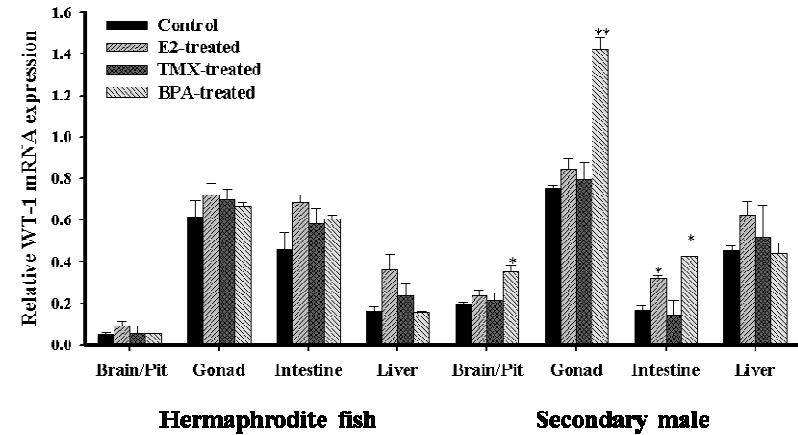 Relative WT-1 mRNA expression
1.6
1.4
1.2
1.0
0.8
0.6
0.4
0.2
0.0
Control
E2-treated
TMX-treated
BPA-treated
*
**
*
*
Brain/Pit Gonad Intestine Liver Brain/Pit Gonad Intestine Liver
Hermaphrodite fish Secondary male